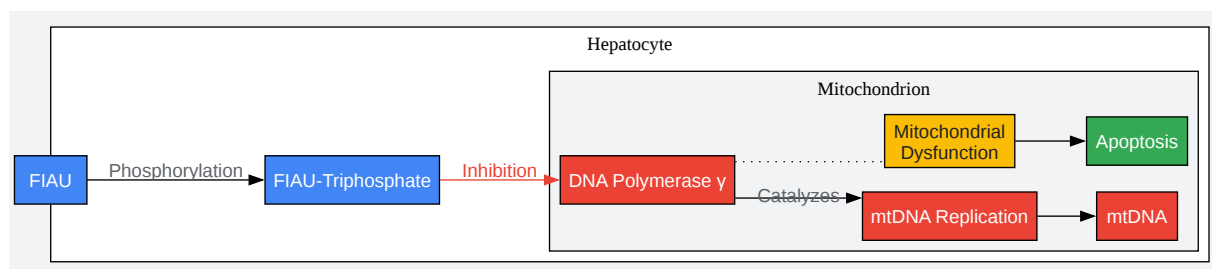 Hepatocyte
Mitochondrion
FIAU
Phosphorylation
FIAU-Triphosphate
Inhibition
DNA Polymerase γ
Catalyzes
Mitochondrial
Dysfunction
Apoptosis
mtDNA Replication
mtDNA